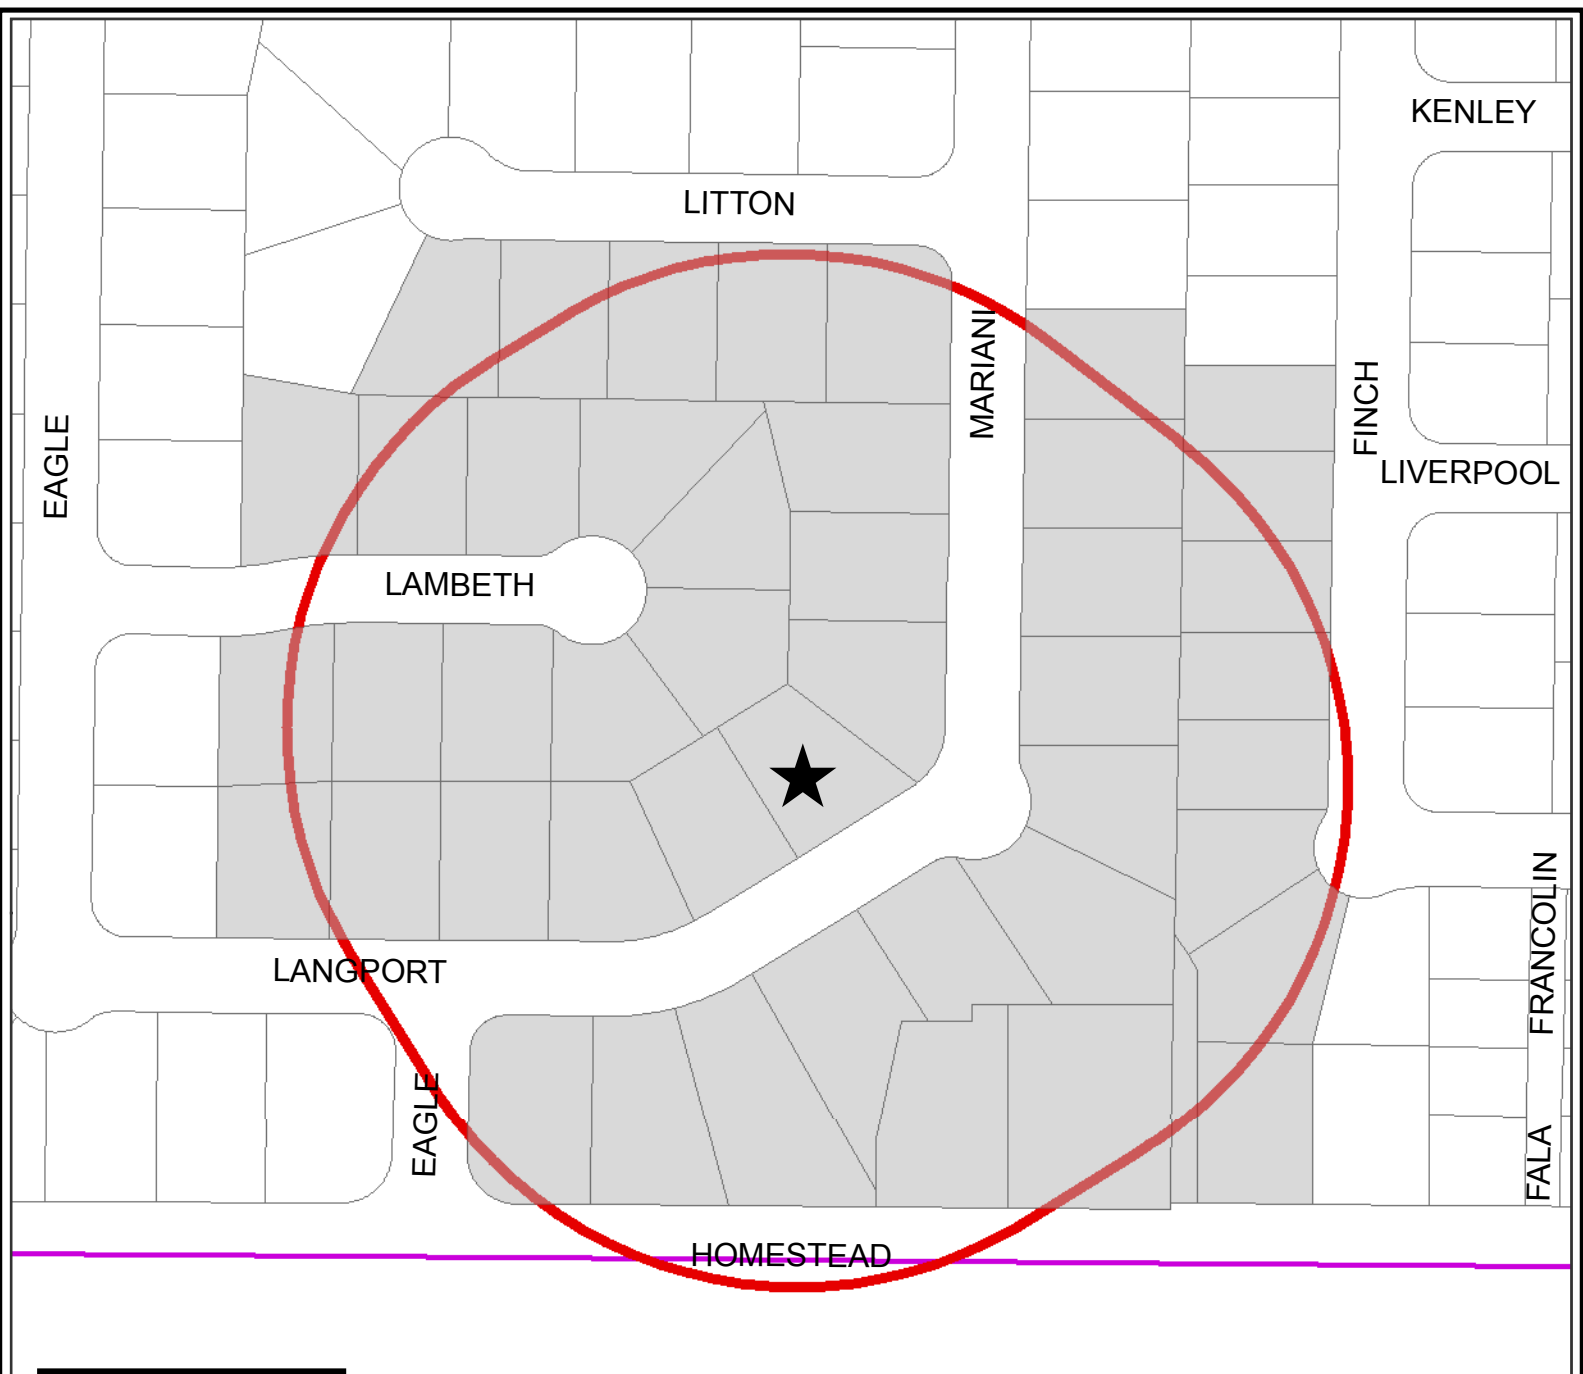 KENLEY
LITTON
MARIANI
FINCH
EAGLE
LIVERPOOL
LAMBETH
FRANCOLIN
LANGPORT
EAGLE
FALA
HOMESTEAD